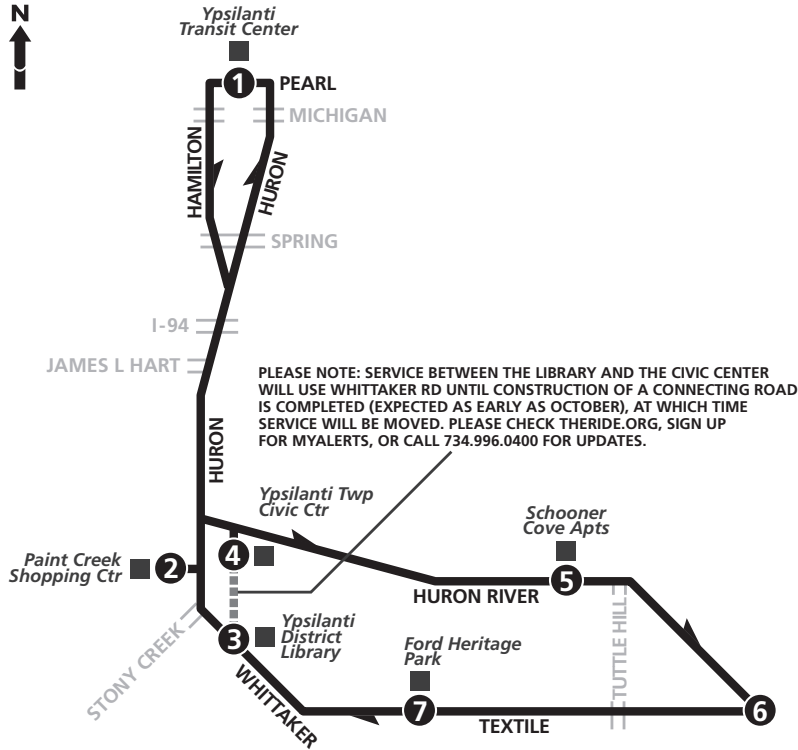 N
Ypsilanti
Transit Center
1
PEARL
MICHIGAN
HAMILTON
HURON
SPRING
I-94
JAMES L HART
PLEASE NOTE: SERVICE BETWEEN THE LIBRARY AND THE CIVIC CENTER
WILL USE WHITTAKER RD UNTIL CONSTRUCTION OF A CONNECTING ROAD
IS COMPLETED (EXPECTED AS EARLY AS OCTOBER), AT WHICH TIME
SERVICE WILL BE MOVED. PLEASE CHECK THERIDE.ORG, SIGN UP
FOR MYALERTS, OR CALL 734.996.0400 FOR UPDATES.
HURON
Ypsilanti Twp
Civic Ctr
4
Schooner
Cove Apts
5
Paint Creek
Shopping Ctr
2
HURON RIVER
STONY CREEK
3
Ypsilanti
District
Library
TUTTLE HILL
Ford Heritage
Park
7
WHITTAKER
TEXTILE
6